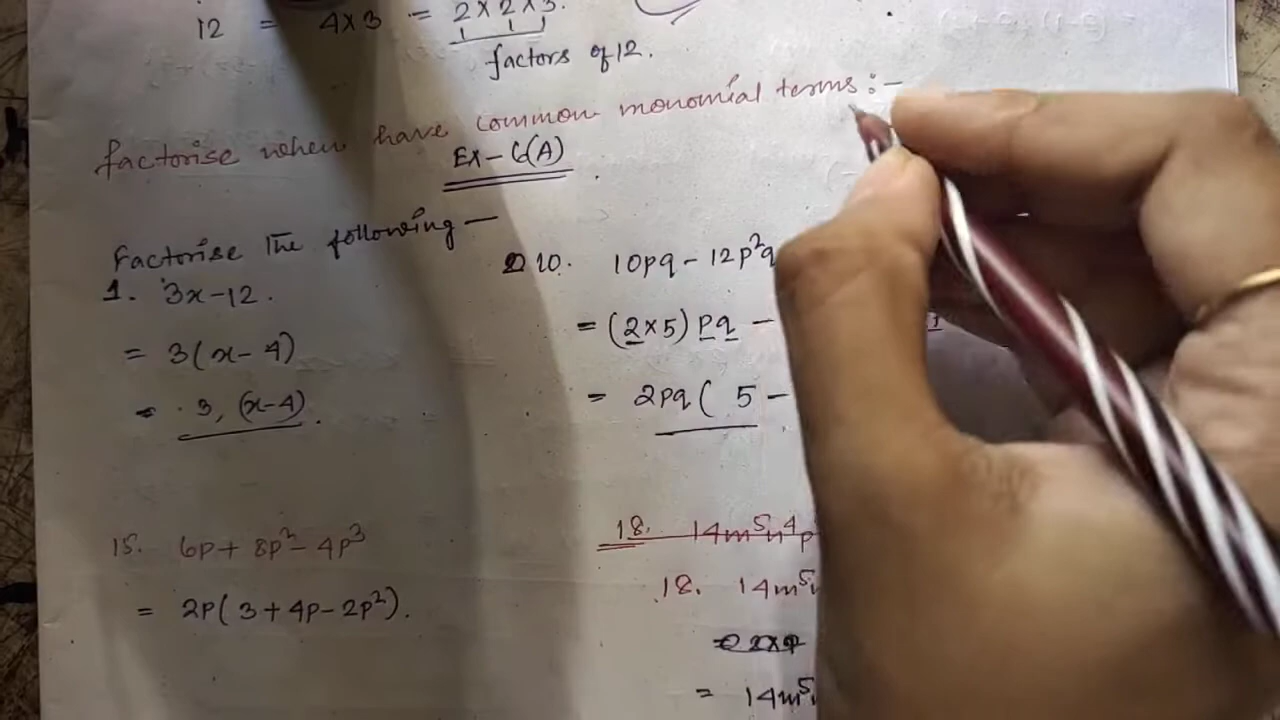 12 = 4×3 = 2×2×3.
factors of 12.
factorise when have common monomial terms:-
Ex-6(A)
Factorise the following —
1. 3x-12.
= 3(x-4)
= 3, (x-4).
10. 10pq - 12p²q
= (2×5) pq -
= 2pq( 5 -
15. 6p + 8p² - 4p³
= 2p(3+4p-2p²).
18. 14m⁵n⁴p
18. 14m⁵
= 14m⁵